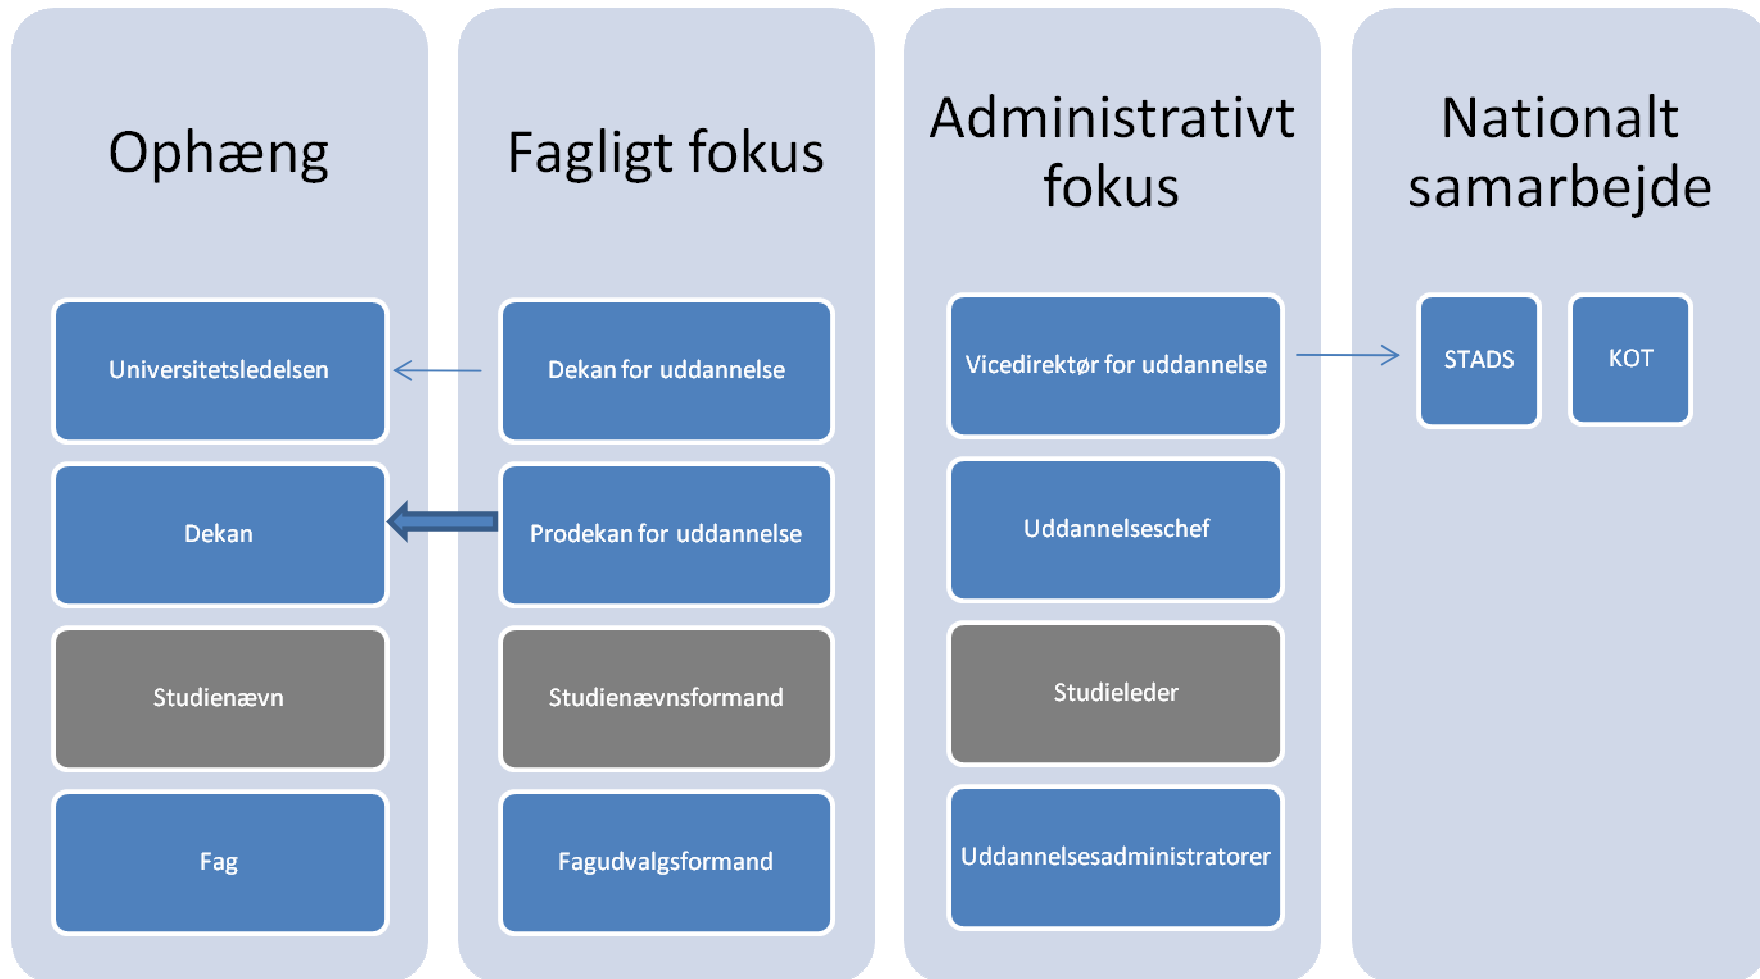 Ophæng
Universitetsledelsen
Dekan
Studienævn
Fag
Fagligt fokus
Dekan for uddannelse
Prodekan for uddannelse
Studienævnsformand
Fagudvalgsformand
Administrativt
fokus
Vicedirektør for uddannelse
Uddannelseschef
Studieleder
Uddannelsesadministratorer
Nationalt
samarbejde
STADS
KOT